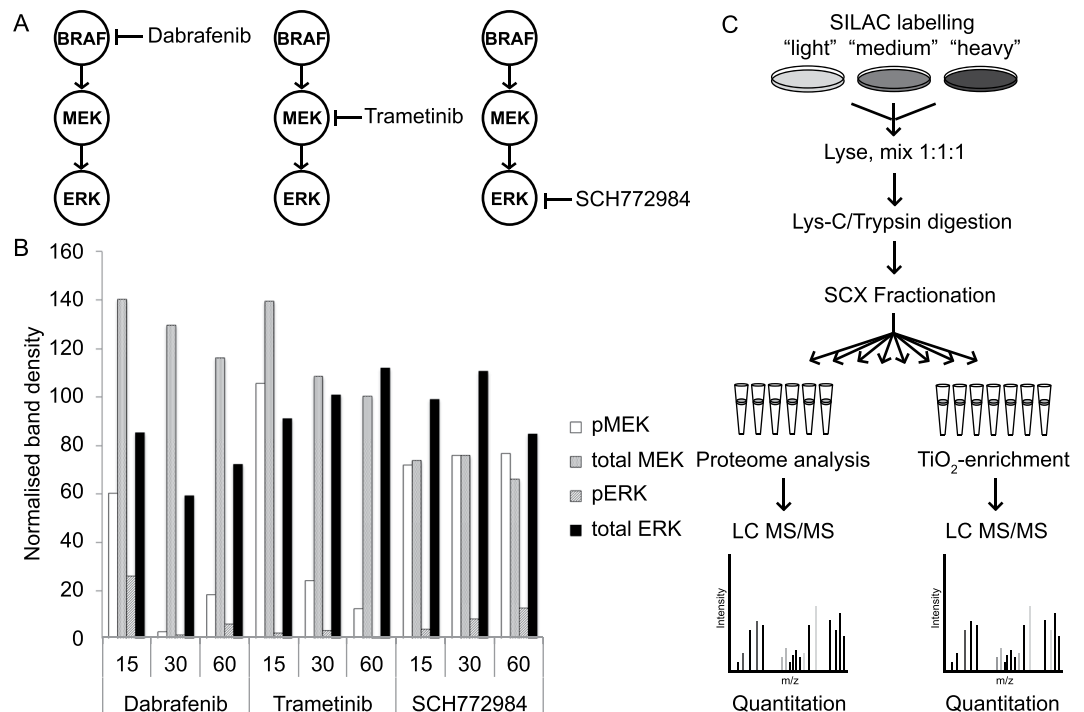 A
BRAF
Dabrafenib
MEK
ERK
BRAF
MEK
Trametinib
ERK
BRAF
MEK
ERK
SCH772984
B
Normalised band density
160
140
120
100
80
60
40
20
0
15 30 60 15 30 60 15 30 60
Dabrafenib Trametinib SCH772984
pMEK
total MEK
pERK
total ERK
C
SILAC labelling
“light” “medium” “heavy”
Lyse, mix 1:1:1
Lys-C/Trypsin digestion
SCX Fractionation
Proteome analysis
LC MS/MS
Intensity
m/z
Quantitation
TiO₂-enrichment
LC MS/MS
Intensity
m/z
Quantitation